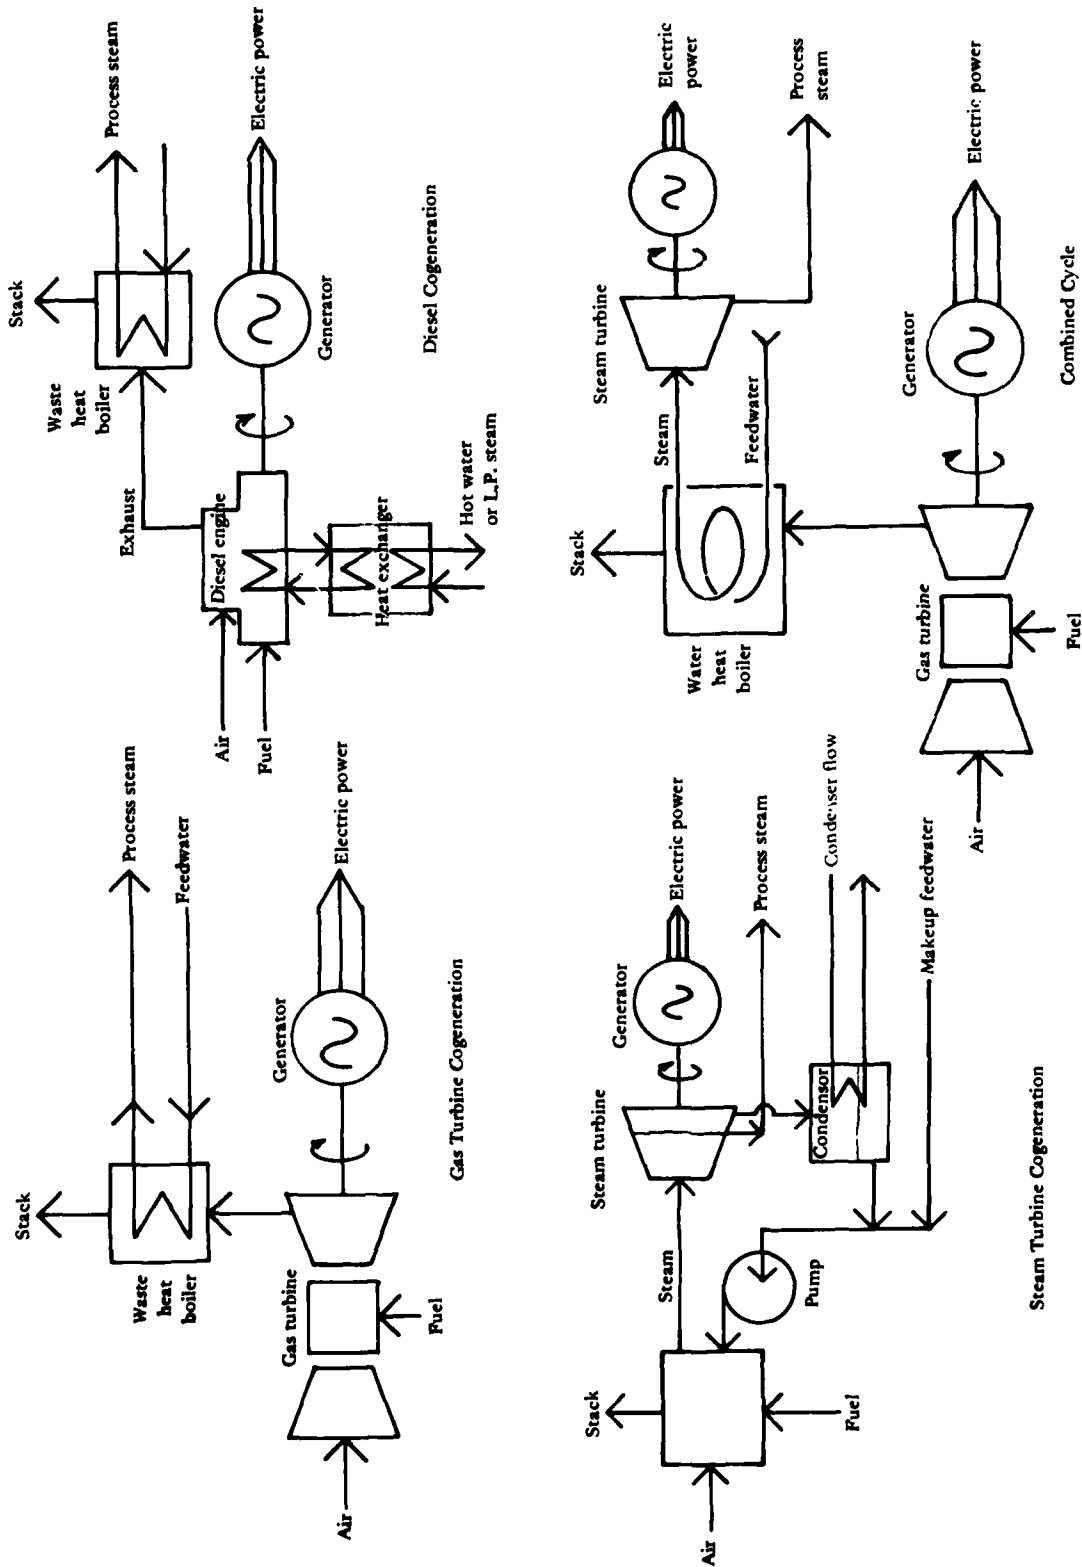 Stack
Process steam
Feedwater
Waste
heat
boiler
Generator
Electric power
Gas turbine
Air
Fuel
Gas Turbine Cogeneration
Stack
Process steam
Waste
heat
boiler
Exhaust
Diesel engine
Air
Fuel
Generator
Electric power
Heat exchanger
Hot water
or L.P. steam
Diesel Cogeneration
Stack
Air
Fuel
Steam
Steam turbine
Generator
Electric power
Process steam
Condensor
Condenser flow
Pump
Makeup feedwater
Steam Turbine Cogeneration
Stack
Water
heat
boiler
Steam
Feedwater
Steam turbine
Electric
power
Process
steam
Generator
Electric power
Gas turbine
Air
Fuel
Combined Cycle